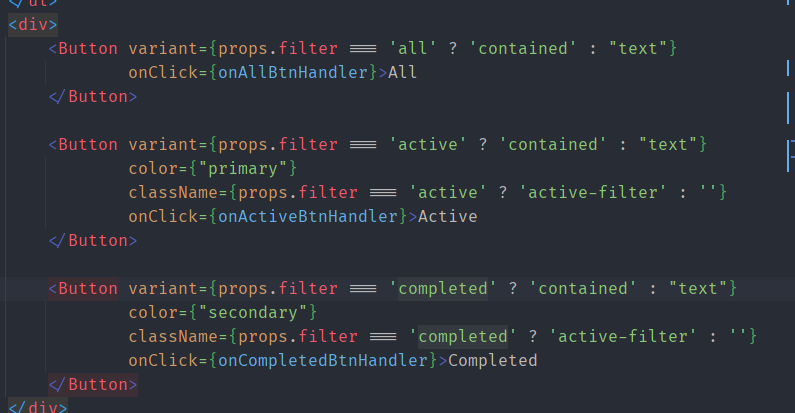 </ul>
<div>
<Button variant={props.filter === 'all' ? 'contained' : "text"}
onClick={onAllBtnHandler}>All
</Button>
<Button variant={props.filter === 'active' ? 'contained' : "text"}
color={"primary"}
className={props.filter === 'active' ? 'active-filter' : ''}
onClick={onActiveBtnHandler}>Active
</Button>
<Button variant={props.filter === 'completed' ? 'contained' : "text"}
color={"secondary"}
className={props.filter === 'completed' ? 'active-filter' : ''}
onClick={onCompletedBtnHandler}>Completed
</Button>
</div>